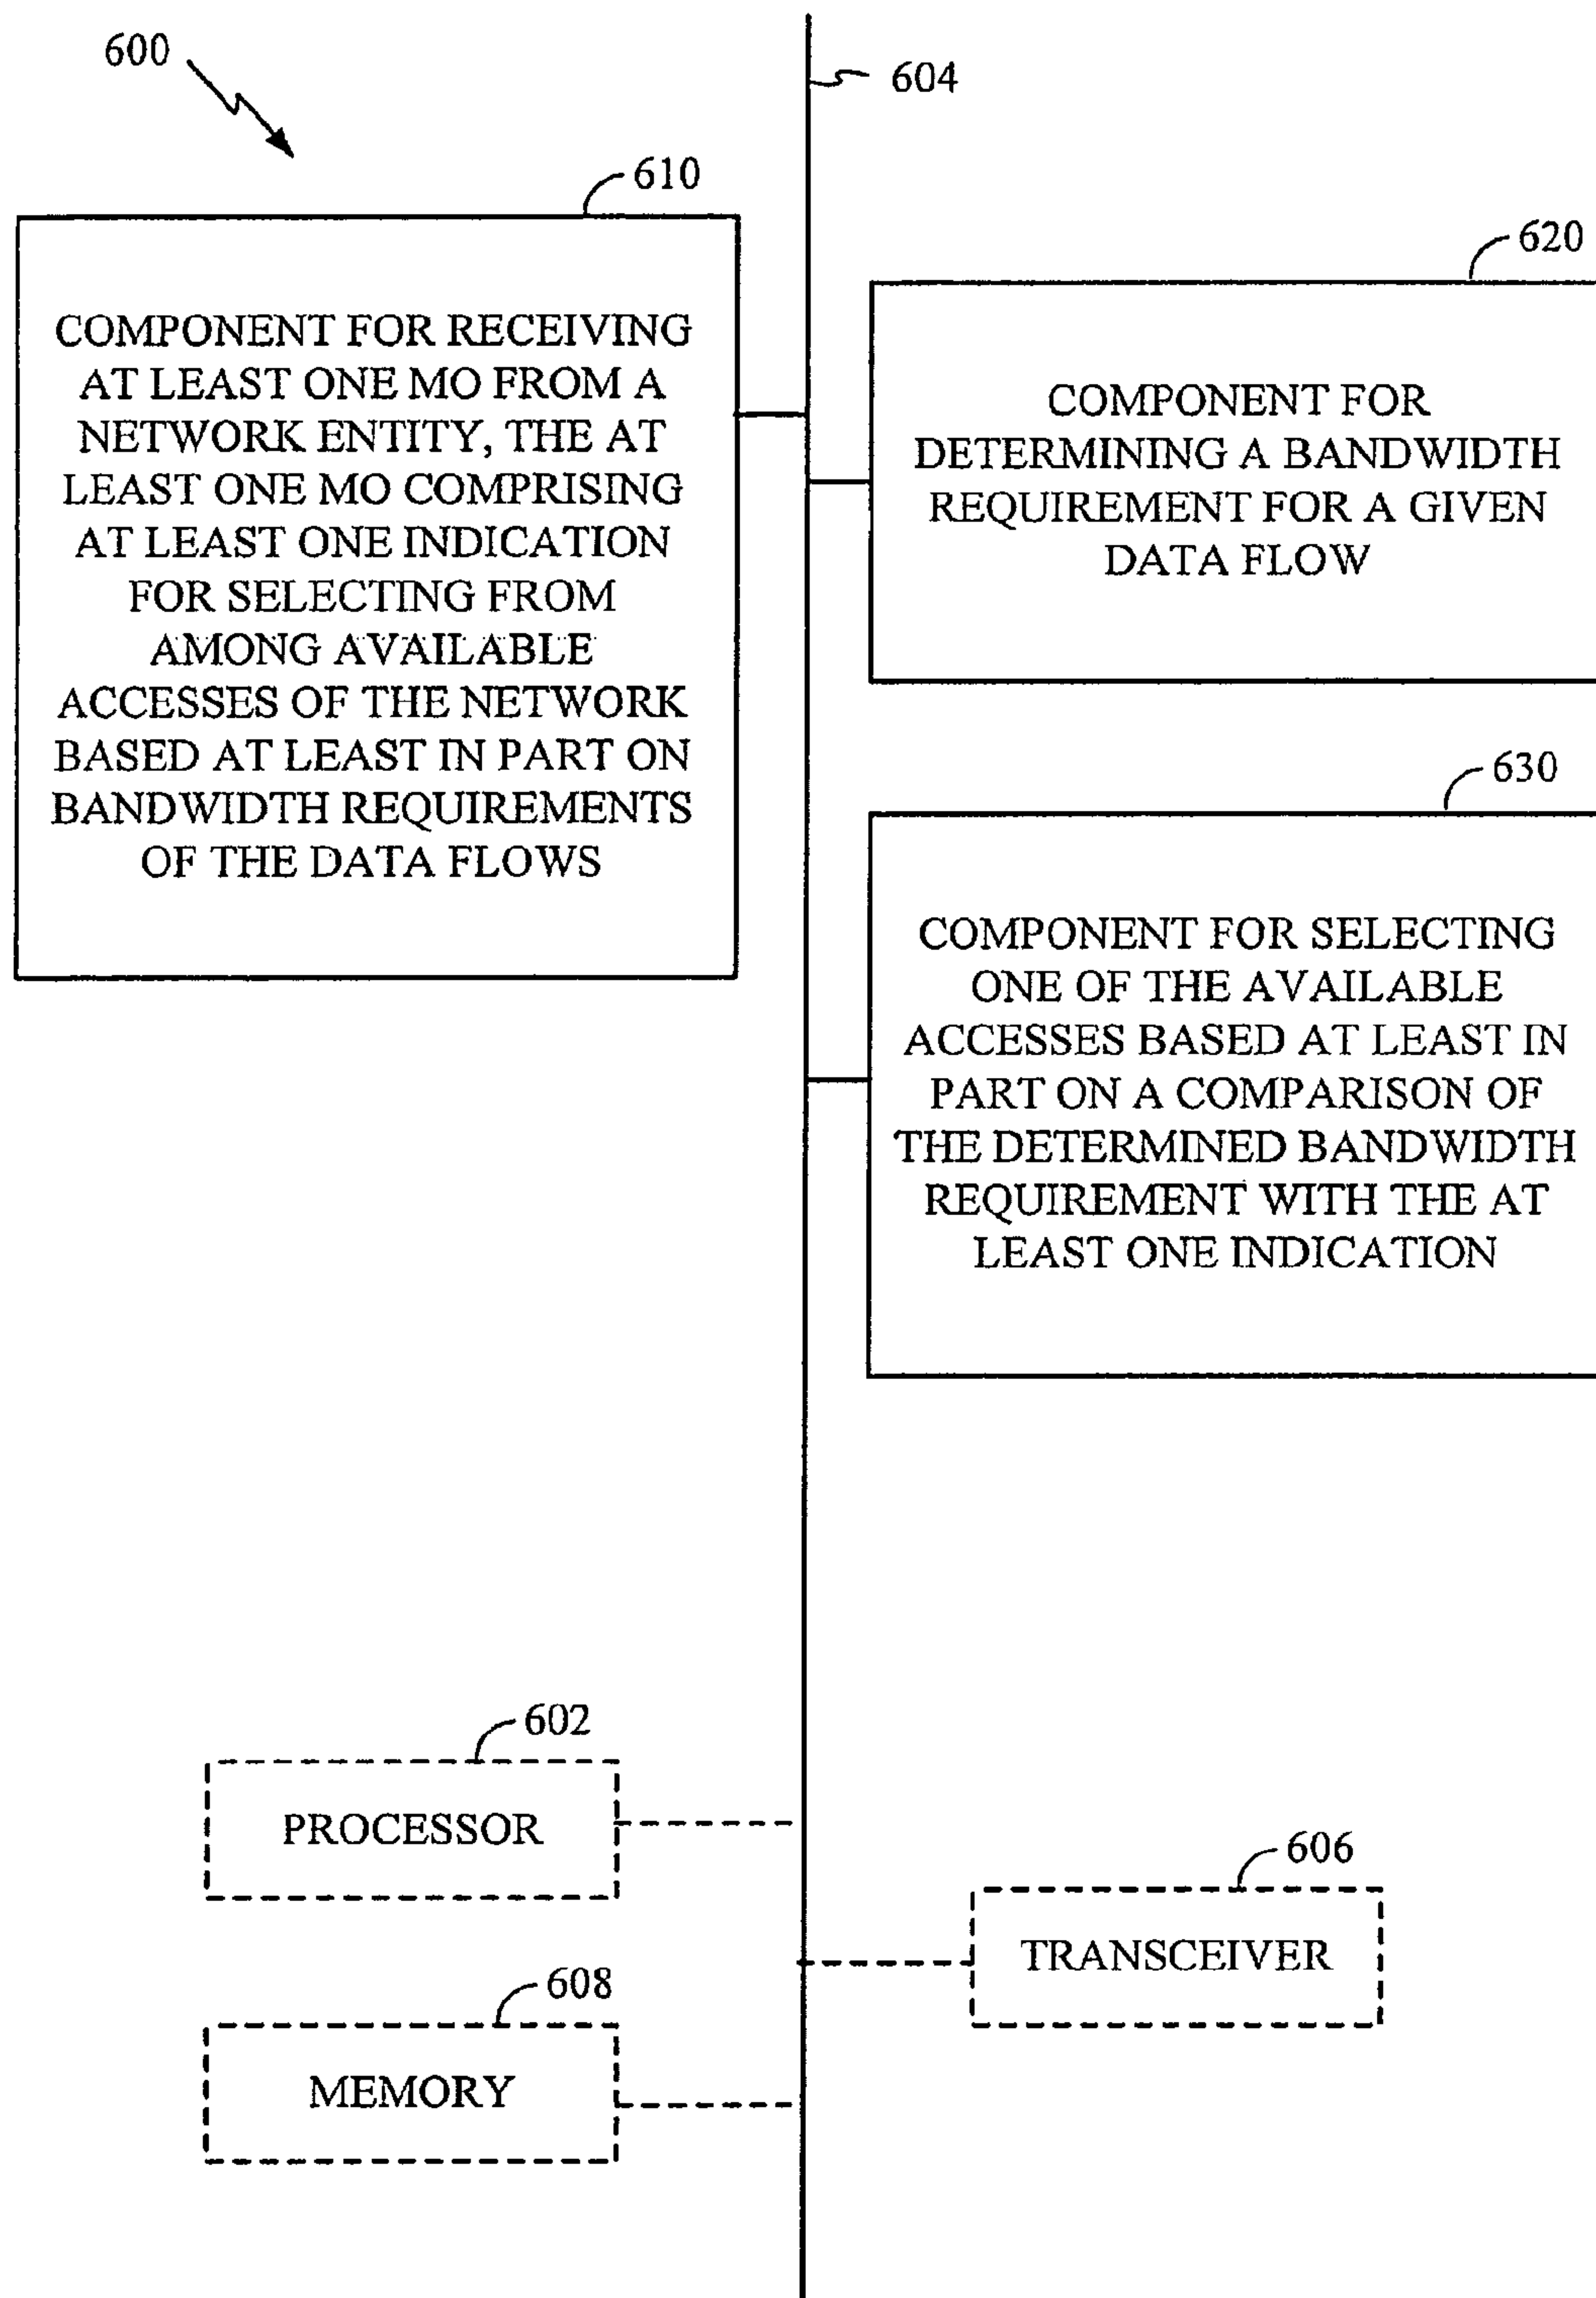 600
604
610
COMPONENT FOR RECEIVING
AT LEAST ONE MO FROM A
NETWORK ENTITY, THE AT
LEAST ONE MO COMPRISING
AT LEAST ONE INDICATION
FOR SELECTING FROM
AMONG AVAILABLE
ACCESSES OF THE NETWORK
BASED AT LEAST IN PART ON
BANDWIDTH REQUIREMENTS
OF THE DATA FLOWS
620
COMPONENT FOR
DETERMINING A BANDWIDTH
REQUIREMENT FOR A GIVEN
DATA FLOW
630
COMPONENT FOR SELECTING
ONE OF THE AVAILABLE
ACCESSES BASED AT LEAST IN
PART ON A COMPARISON OF
THE DETERMINED BANDWIDTH
REQUIREMENT WITH THE AT
LEAST ONE INDICATION
602
PROCESSOR
606
TRANSCEIVER
608
MEMORY